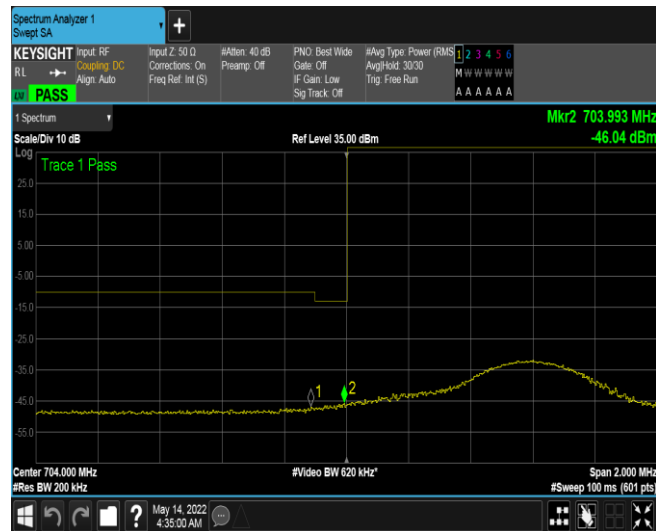 Spectrum Analyzer 1
Swept SA
+
KEYSIGHT
RL
LXI PASS
Input: RF
Coupling: DC
Align: Auto
Input Z: 50 Ω
Corrections: On
Freq Ref: Int (S)
#Atten: 40 dB
Preamp: Off
PNO: Best Wide
Gate: Off
IF Gain: Low
Sig Track: Off
#Avg Type: Power (RMS
Avg|Hold: 30/30
Trig: Free Run
1 2 3 4 5 6
M W W W W W
A A A A A A
1 Spectrum
Scale/Div 10 dB
Ref Level 35.00 dBm
Mkr2 703.993 MHz
-46.04 dBm
Log
Trace 1 Pass
25.0
15.0
5.00
-5.00
-15.0
-25.0
-35.0
-45.0
-55.0
1
2
Center 704.000 MHz
#Res BW 200 kHz
#Video BW 620 kHz*
Span 2.000 MHz
#Sweep 100 ms (601 pts)
?
May 14, 2022
4:35:00 AM